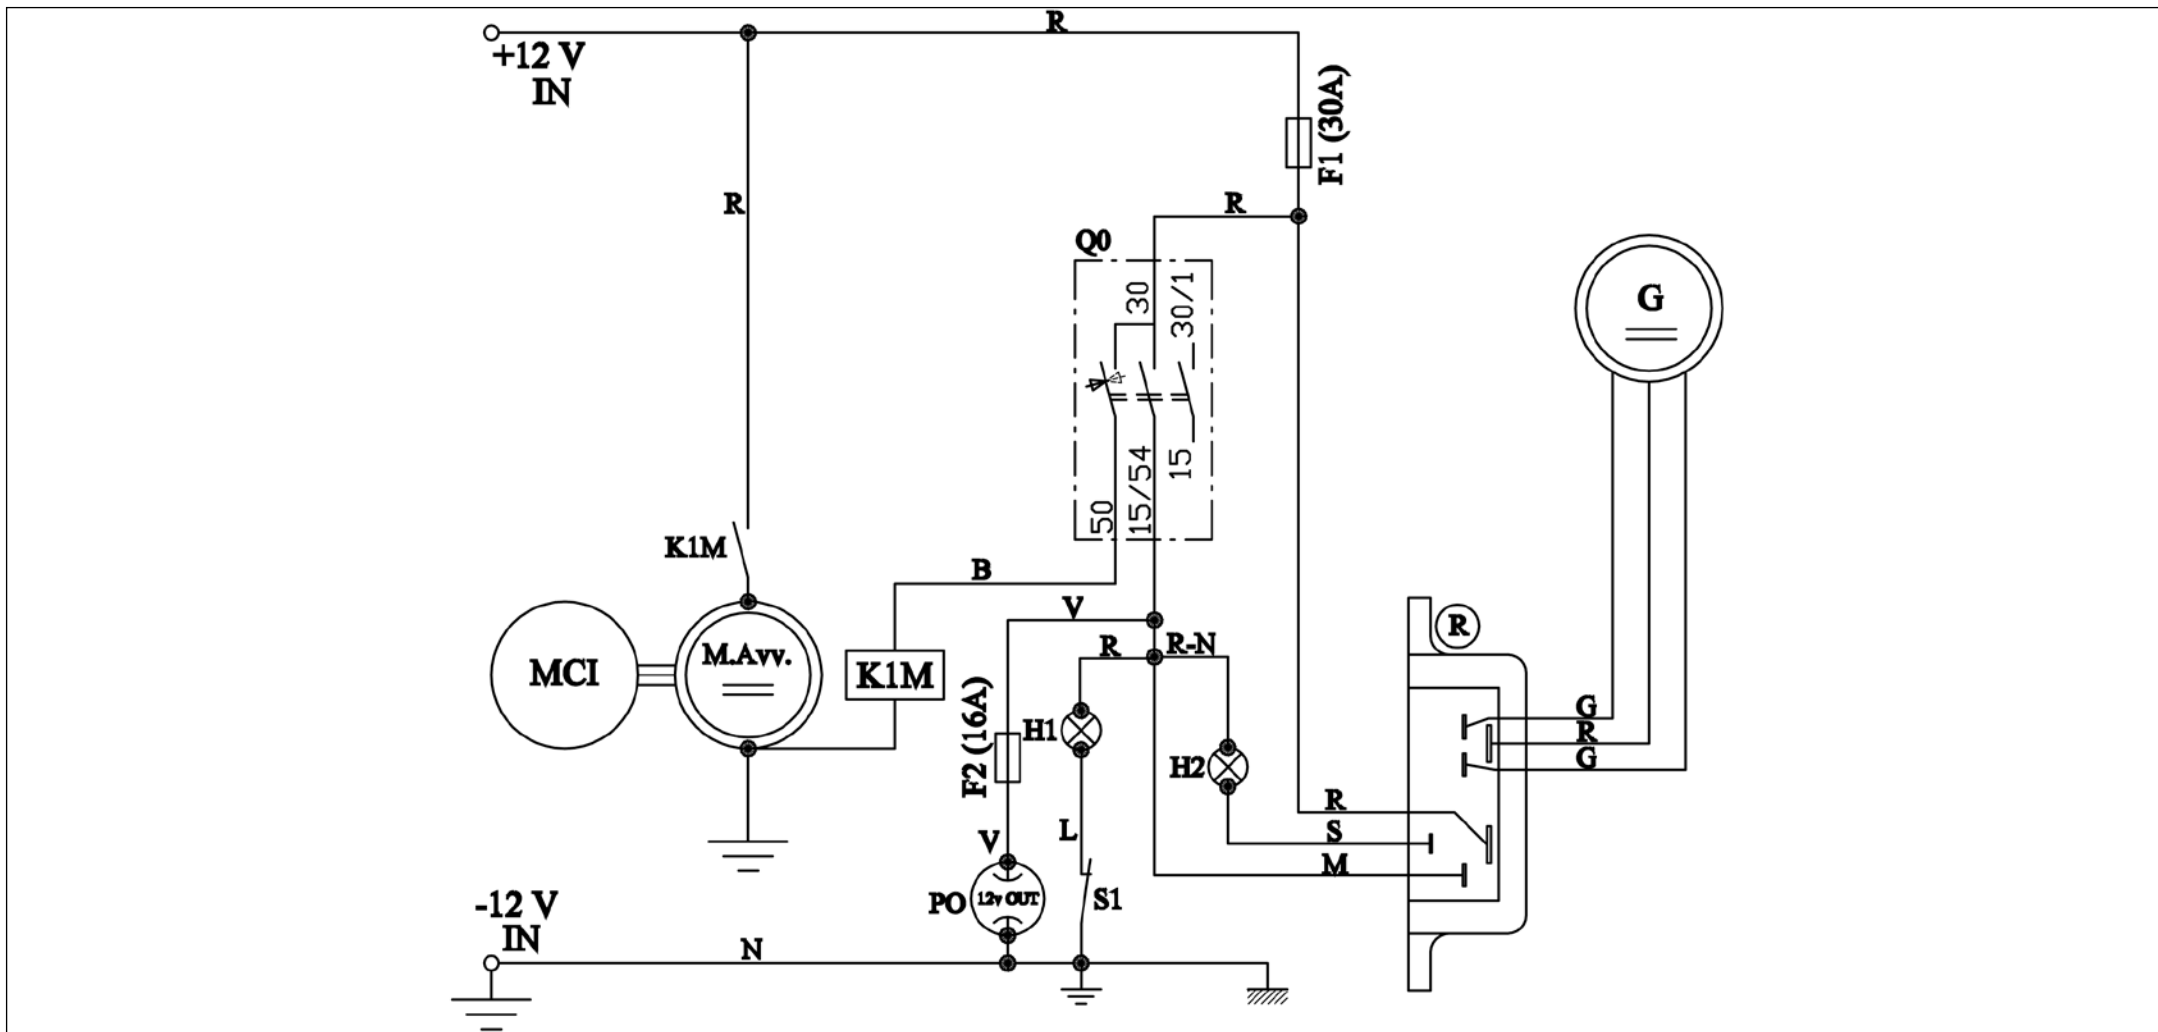 R
+12 V
IN
F1 (30A)
R
R
Q0
30
30/1
G
15/54
15
50
K1M
B
V
R
MCI
M.Avv.
K1M
R
R-N
F2 (16A)
H1
H2
G
R
G
R
L
V
S
M
PO
12v OUT
S1
-12 V
IN
N